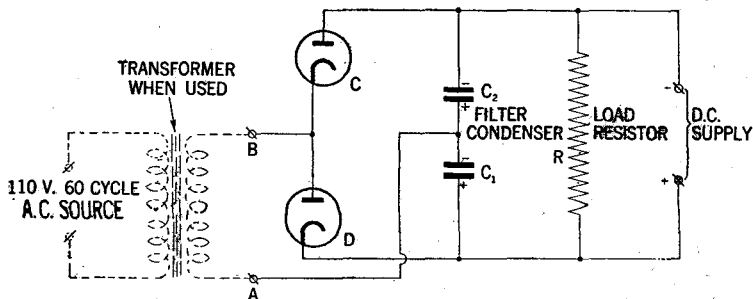 TRANSFORMER
WHEN USED
110 V. 60 CYCLE
A.C. SOURCE
B
A
C
D
-
C₂
+
FILTER
CONDENSER
-
C₁
+
LOAD
RESISTOR
R
-
D.C.
SUPPLY
+